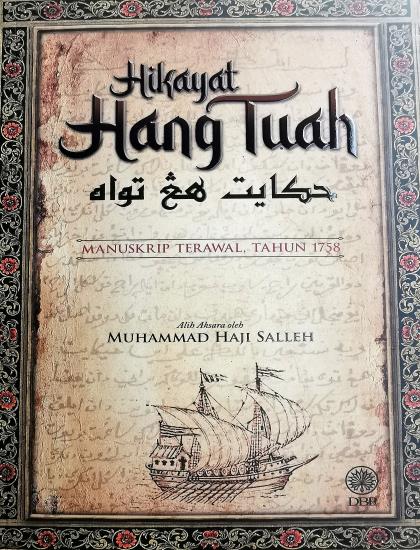 Hikayat
Hang Tuah
حکايت هڠ تواه
MANUSKRIP TERAWAL, TAHUN 1758
Alih Aksara oleh
MUHAMMAD HAJI SALLEH
DBP